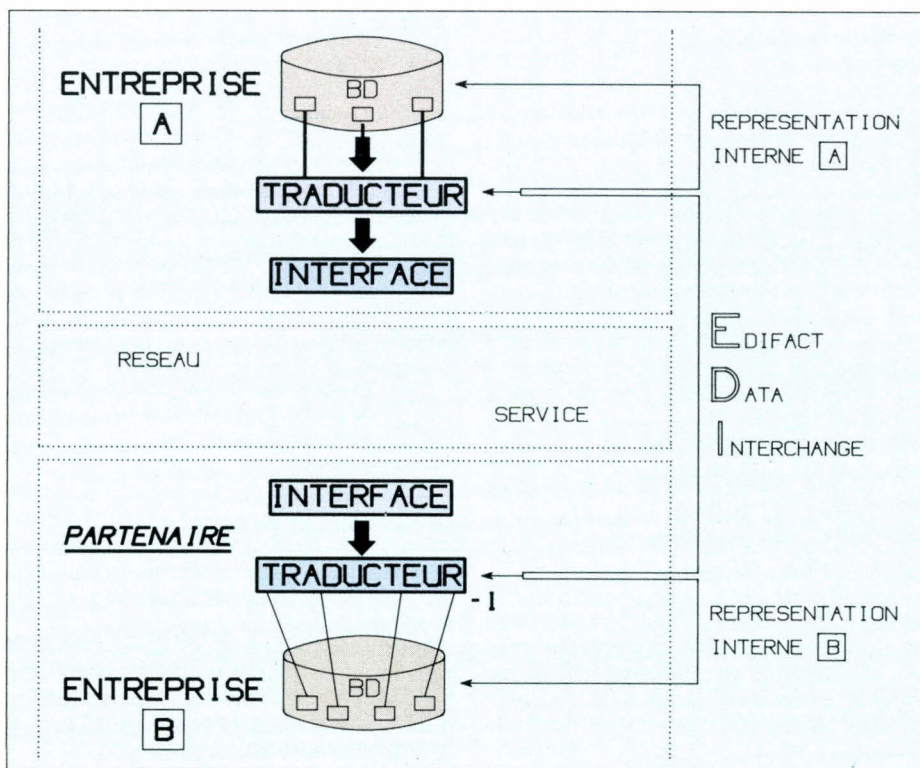 ENTREPRISE
A
BD
REPRESENTATION
INTERNE A
TRADUCTEUR
INTERFACE
RESEAU
SERVICE
EDIFACT
DATA
INTERCHANGE
INTERFACE
PARTENAIRE
TRADUCTEUR
-1
REPRESENTATION
INTERNE B
BD
ENTREPRISE
B